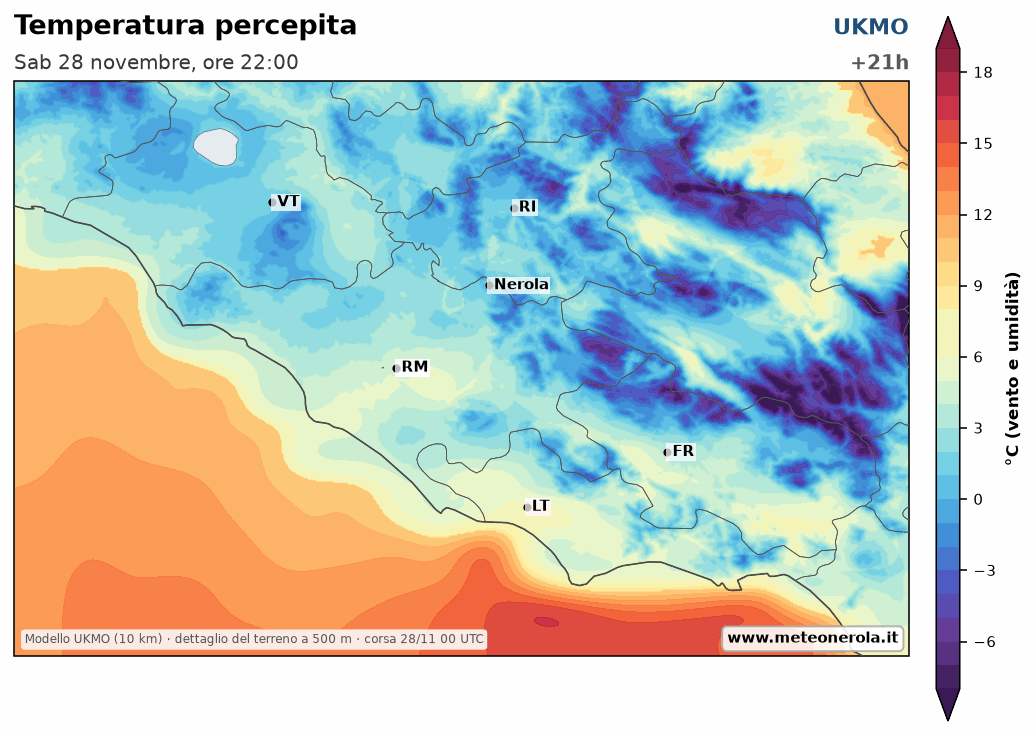 Temperatura percepita
UKMO
Sab 28 novembre, ore 22:00
+21h
VT
RI
Nerola
RM
FR
LT
Modello UKMO (10 km) · dettaglio del terreno a 500 m · corsa 28/11 00 UTC
www.meteonerola.it
18
15
12
9
6
3
0
−3
−6
°C (vento e umidità)